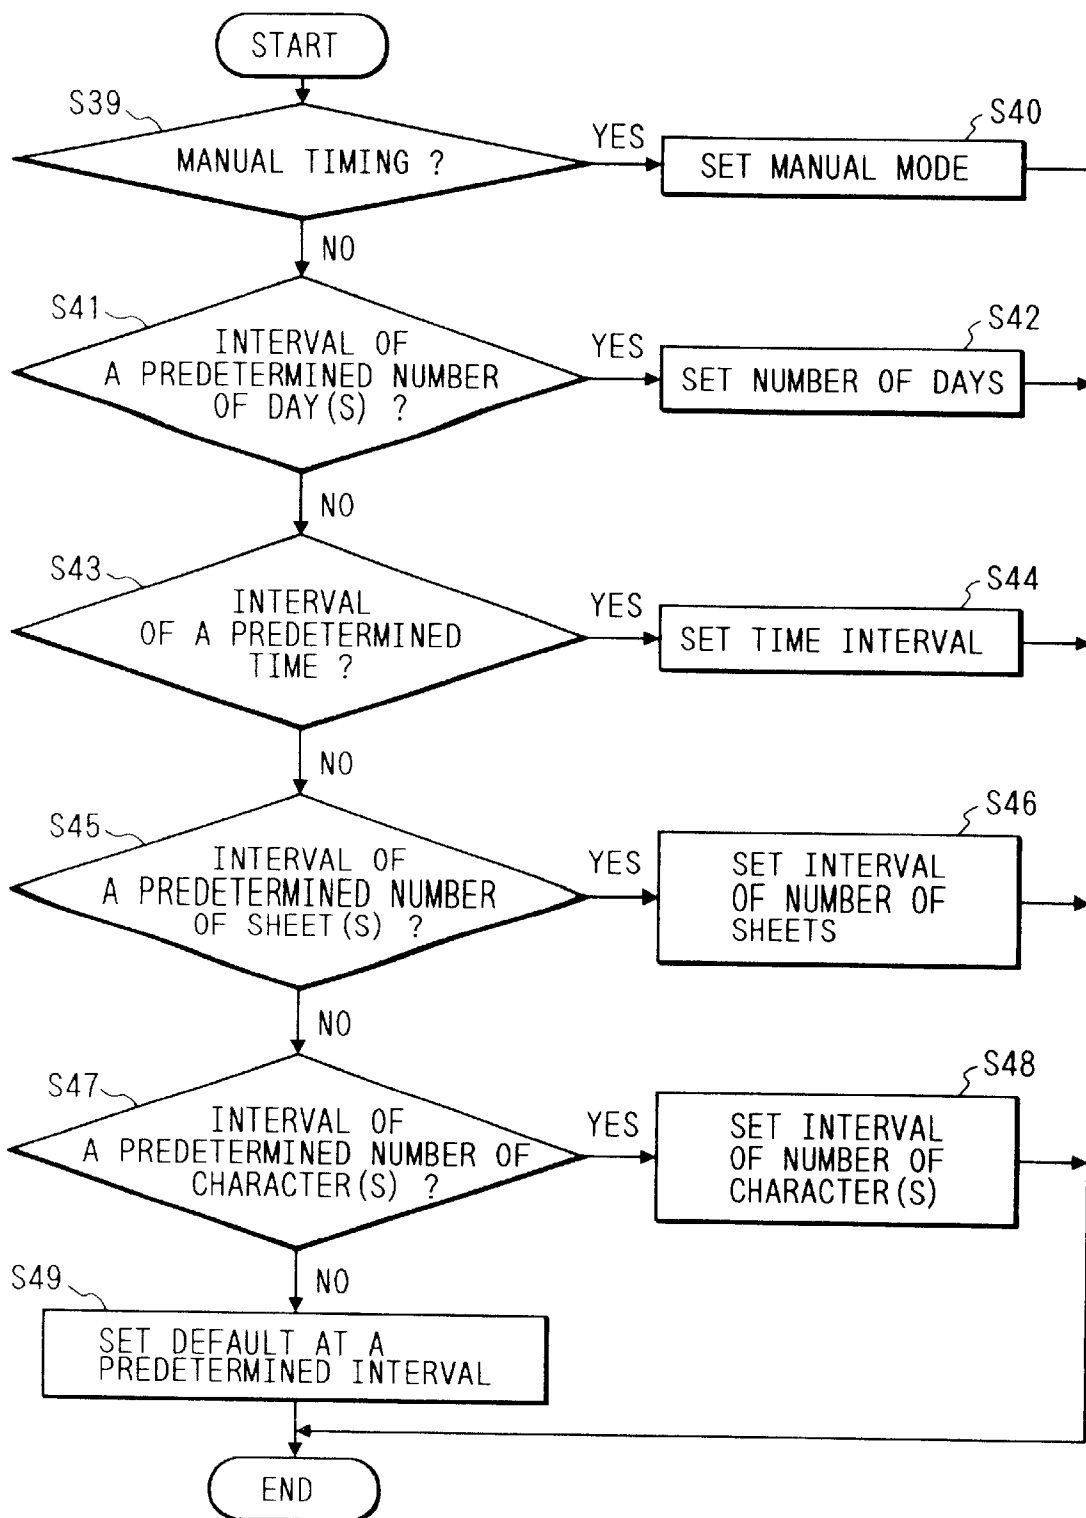 START
S39
MANUAL TIMING ?
YES
S40
SET MANUAL MODE
NO
S41
INTERVAL OF
A PREDETERMINED NUMBER
OF DAY(S) ?
YES
S42
SET NUMBER OF DAYS
NO
S43
INTERVAL
OF A PREDETERMINED
TIME ?
YES
S44
SET TIME INTERVAL
NO
S45
INTERVAL OF
A PREDETERMINED NUMBER
OF SHEET(S) ?
YES
S46
SET INTERVAL
OF NUMBER OF
SHEETS
NO
S47
INTERVAL OF
A PREDETERMINED NUMBER OF
CHARACTER(S) ?
YES
S48
SET INTERVAL
OF NUMBER OF
CHARACTER(S)
NO
S49
SET DEFAULT AT A
PREDETERMINED INTERVAL
END